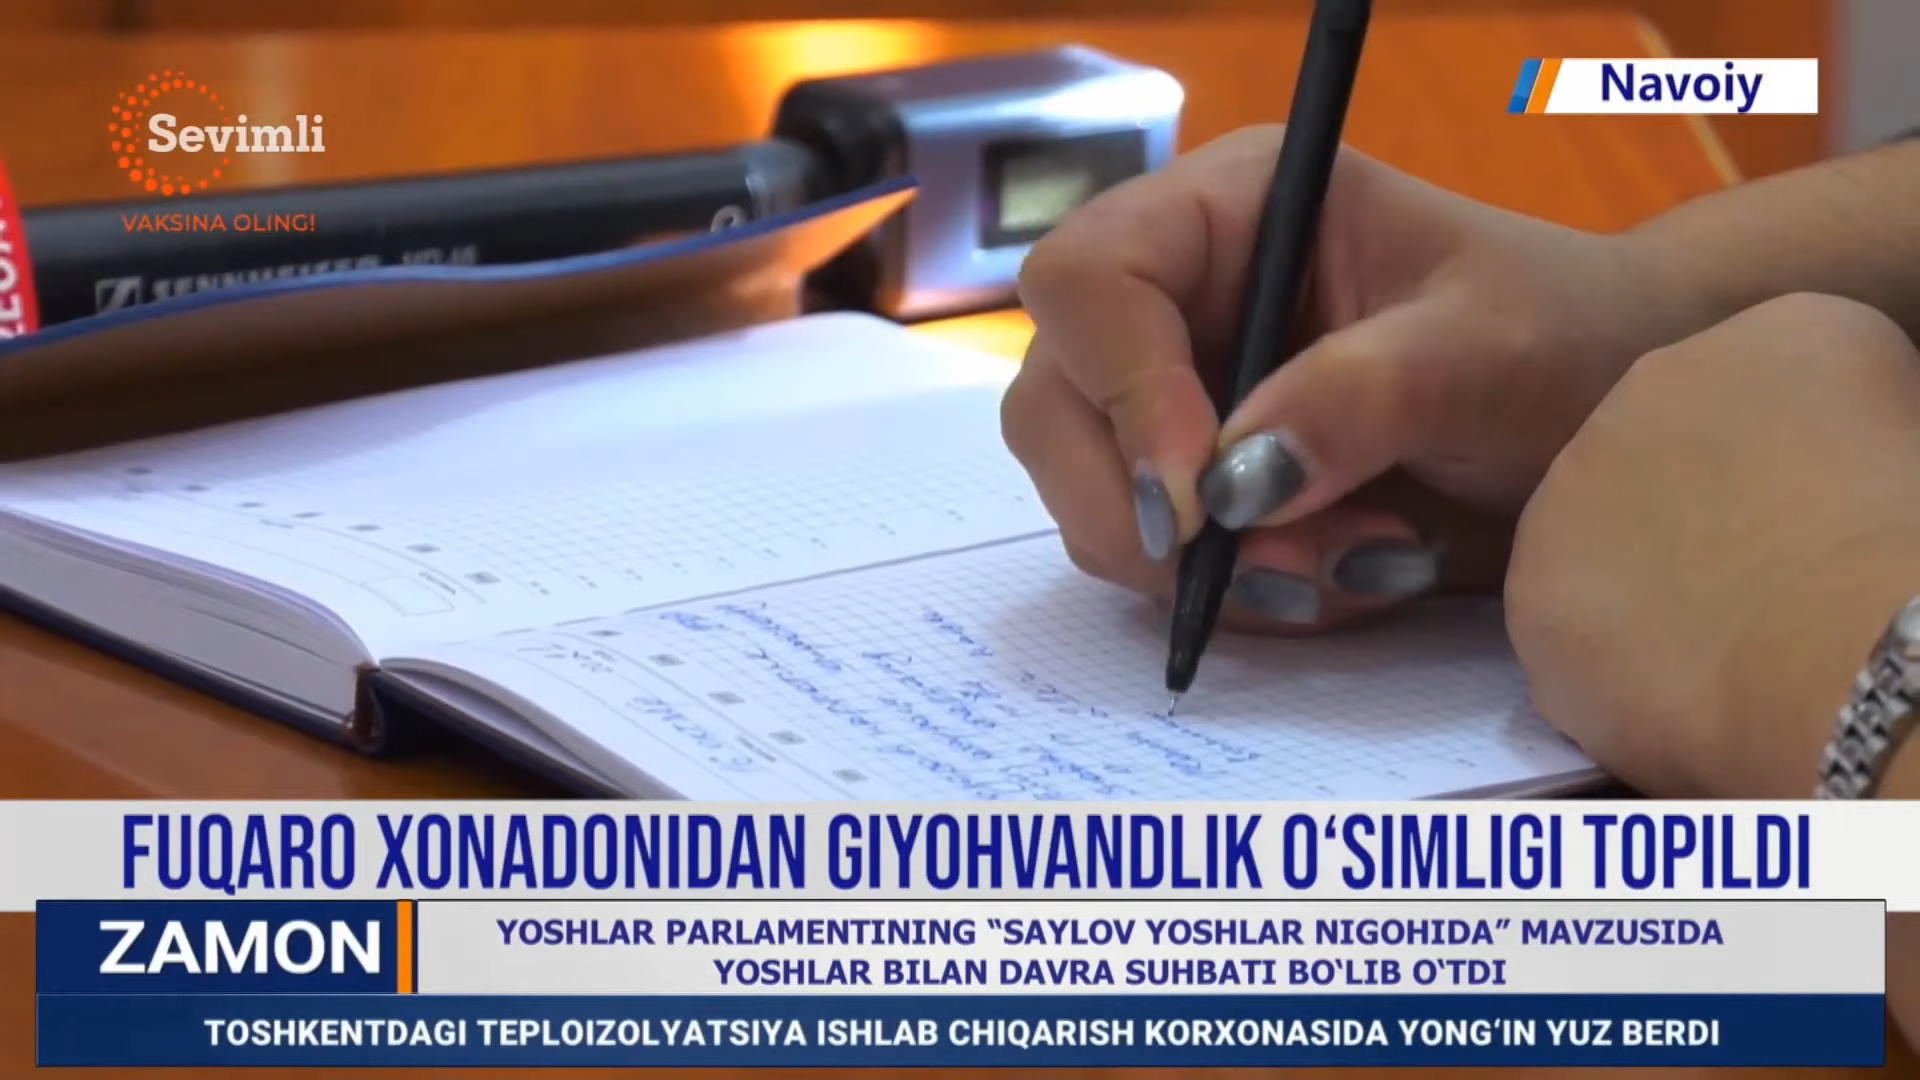 Sevimli
VAKSINA OLING!
Navoiy
SENNHEISER
FUQARO XONADONIDAN GIYOHVANDLIK O‘SIMLIGI TOPILDI
ZAMON
YOSHLAR PARLAMENTINING “SAYLOV YOSHLAR NIGOHIDA” MAVZUSIDA
YOSHLAR BILAN DAVRA SUHBATI BO‘LIB O‘TDI
TOSHKENTDAGI TEPLOIZOLYATSIYA ISHLAB CHIQARISH KORXONASIDA YONG‘IN YUZ BERDI